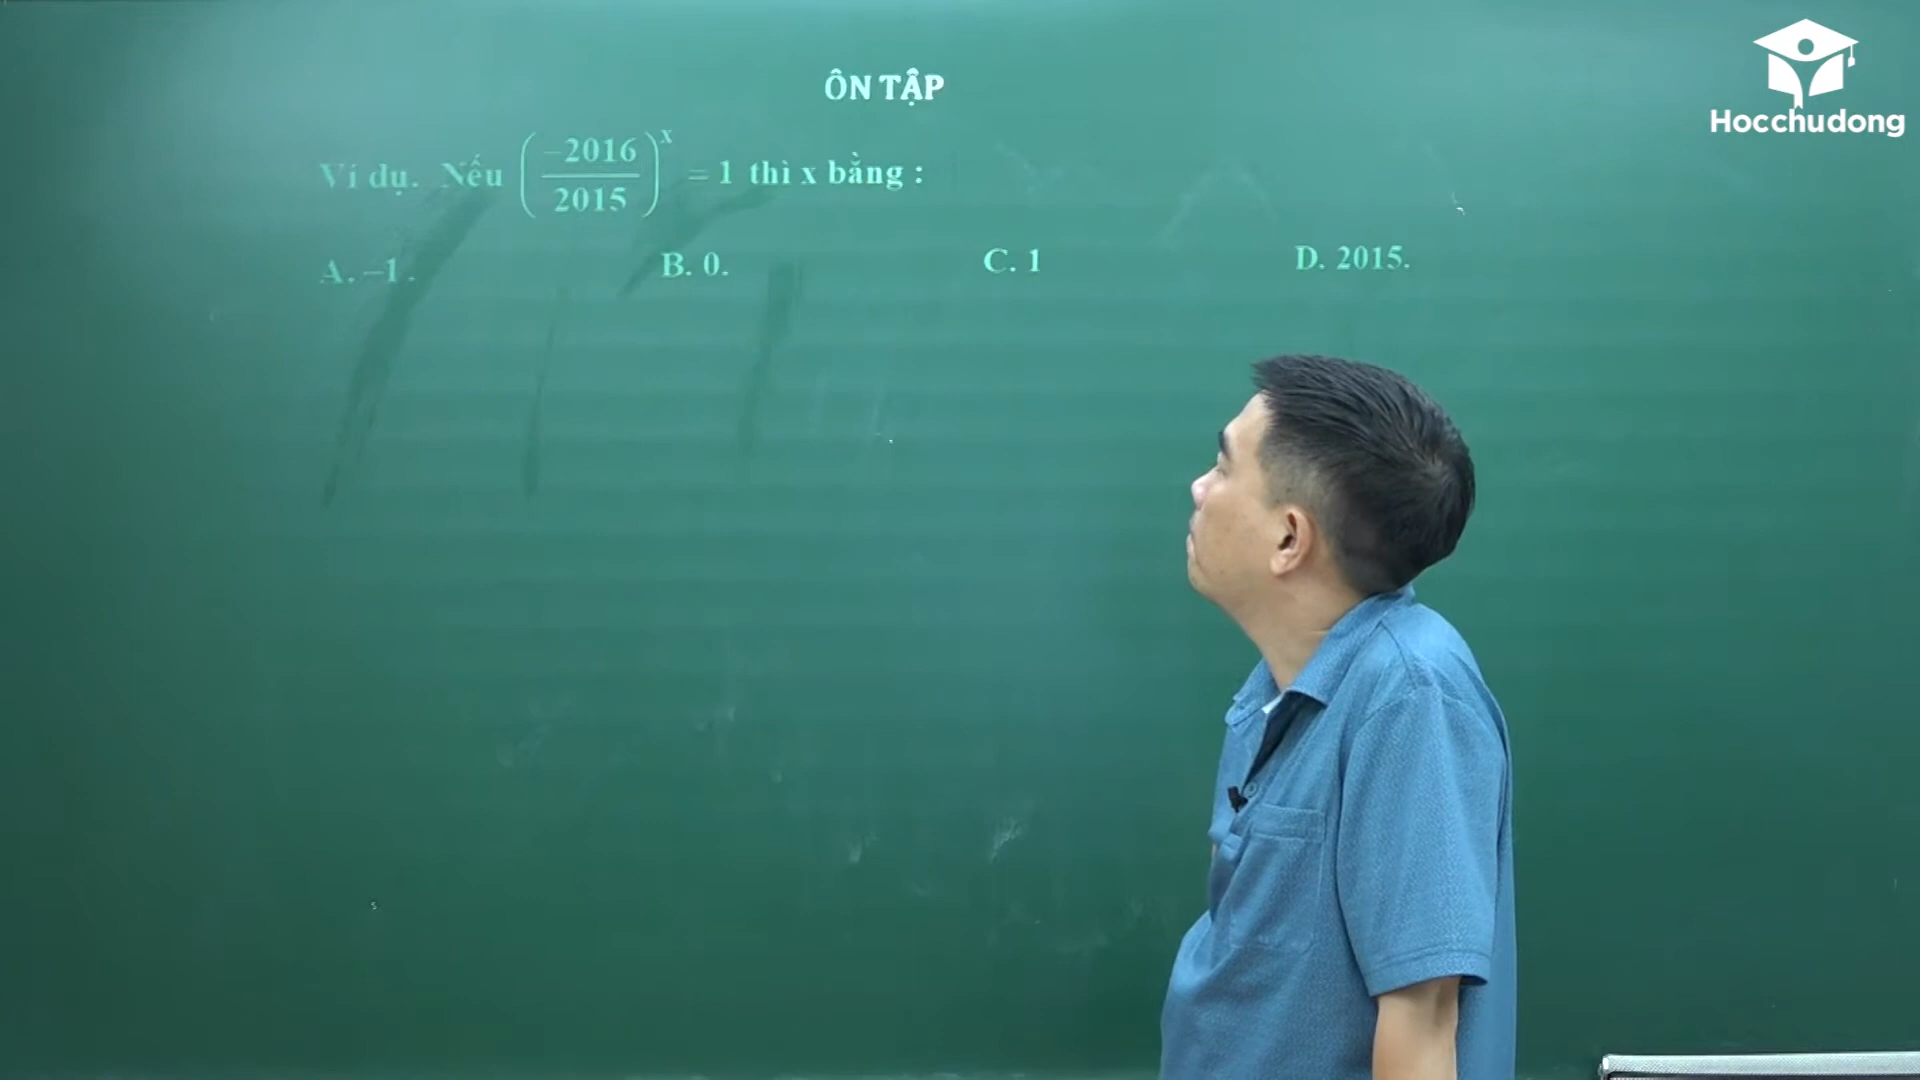 Hocchudong
ÔN TẬP
Ví dụ. Nếu (−2016/2015)^x = 1 thì x bằng :
A. −1. B. 0. C. 1 D. 2015.